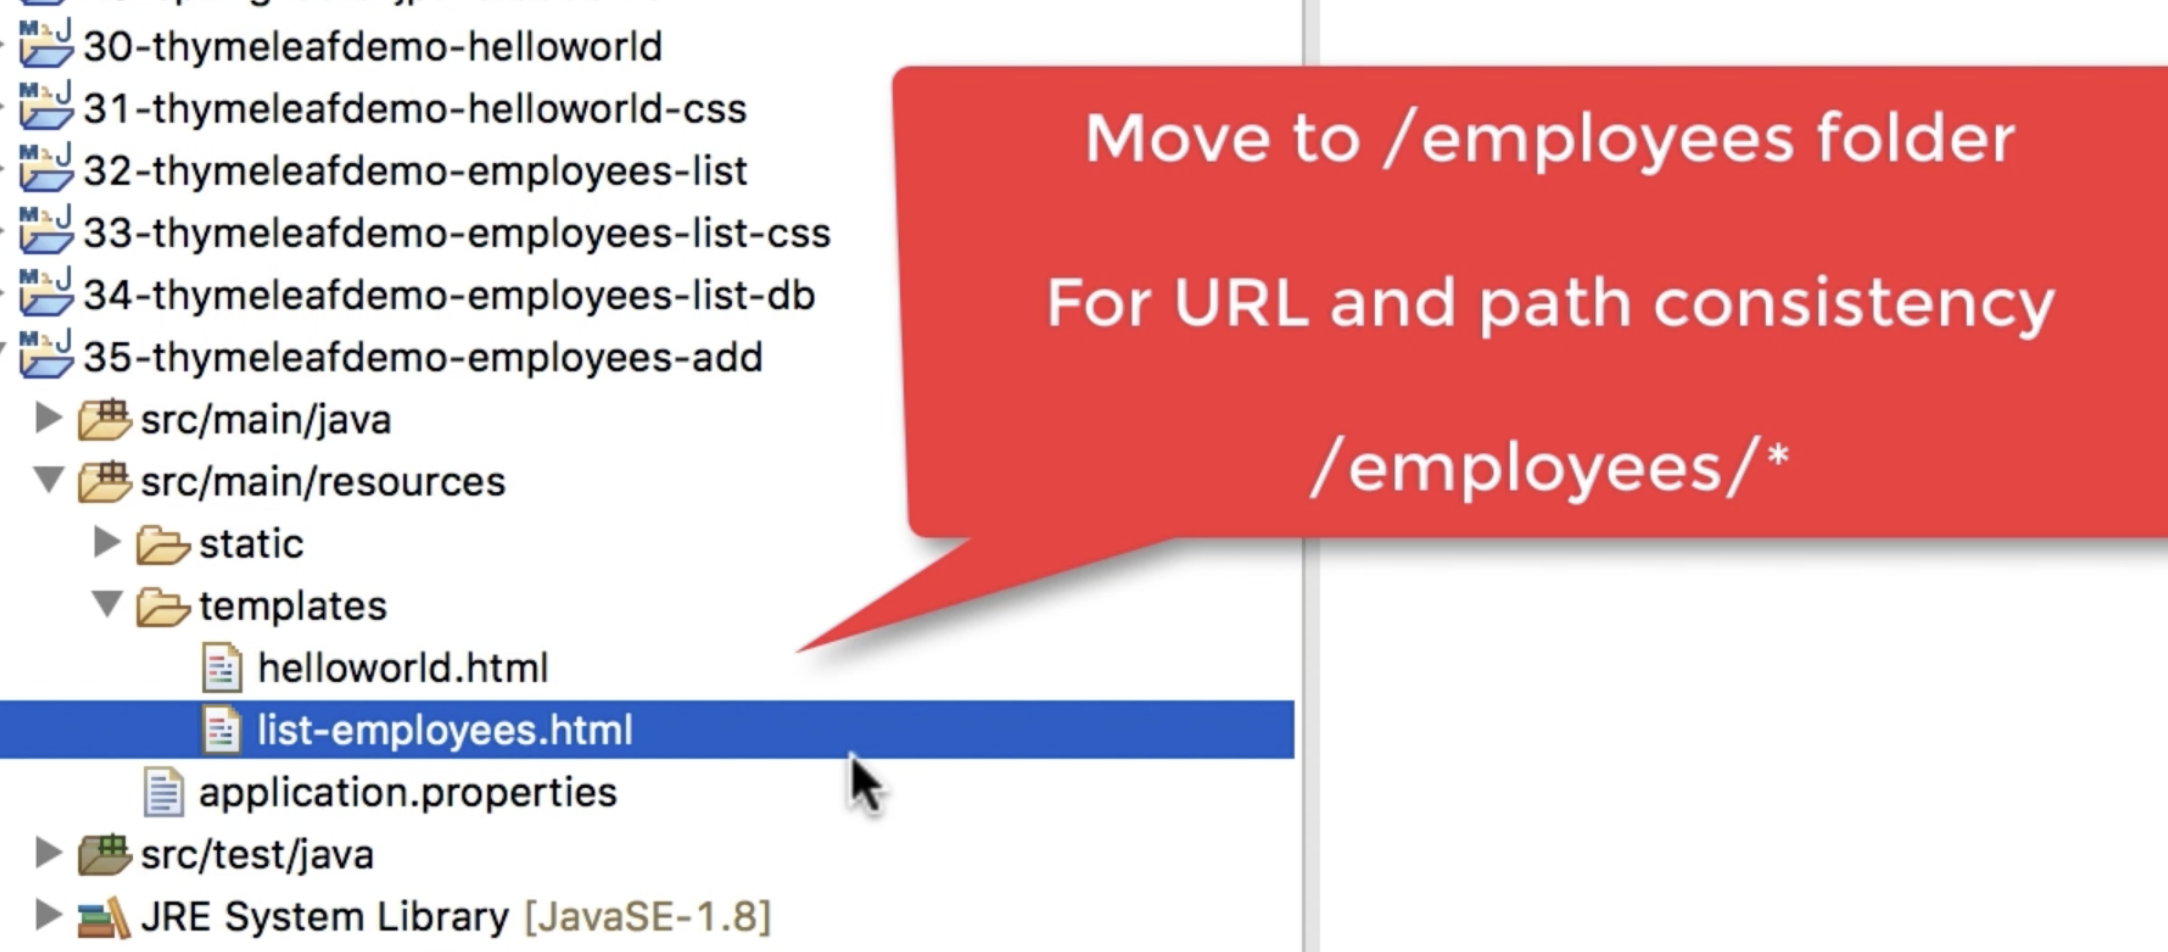 30-thymeleafdemo-helloworld
31-thymeleafdemo-helloworld-css
32-thymeleafdemo-employees-list
33-thymeleafdemo-employees-list-css
34-thymeleafdemo-employees-list-db
35-thymeleafdemo-employees-add
src/main/java
src/main/resources
static
templates
helloworld.html
list-employees.html
application.properties
src/test/java
JRE System Library [JavaSE-1.8]
Move to /employees folder
For URL and path consistency
/employees/*